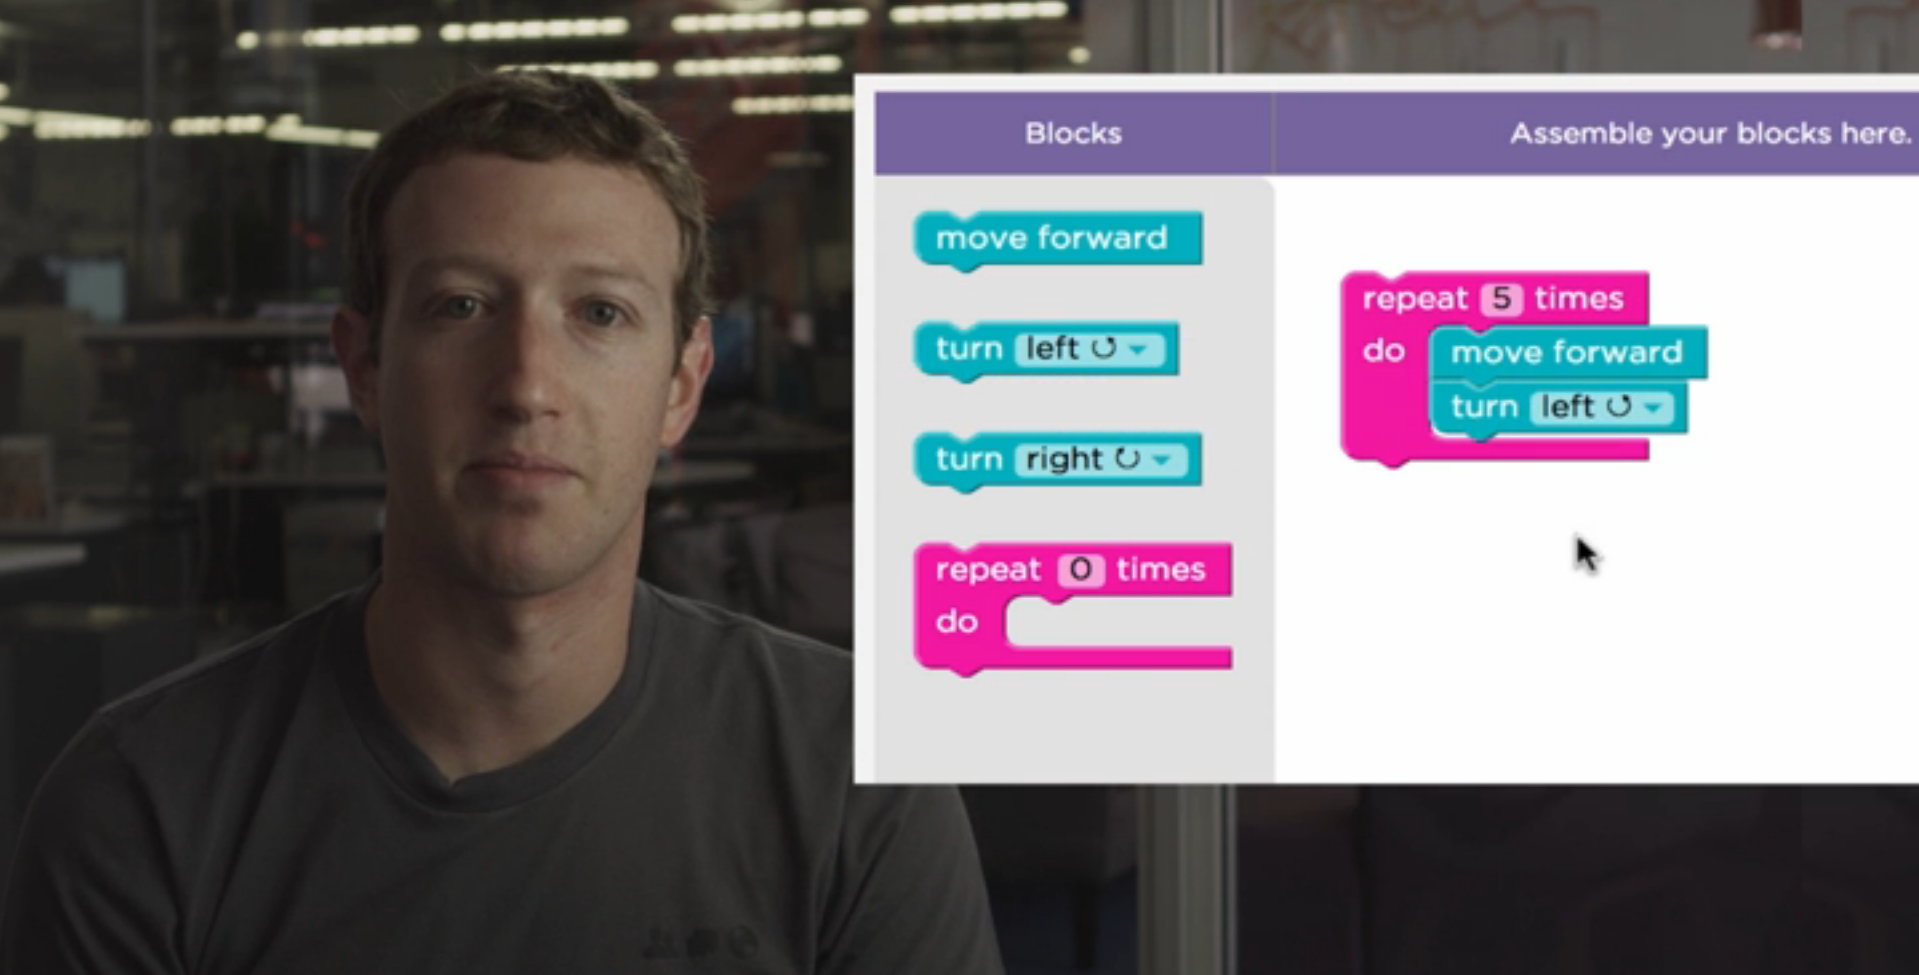 Blocks
Assemble your blocks here.
move forward
turn left
turn right
repeat 0 times
do
repeat 5 times
do move forward
turn left